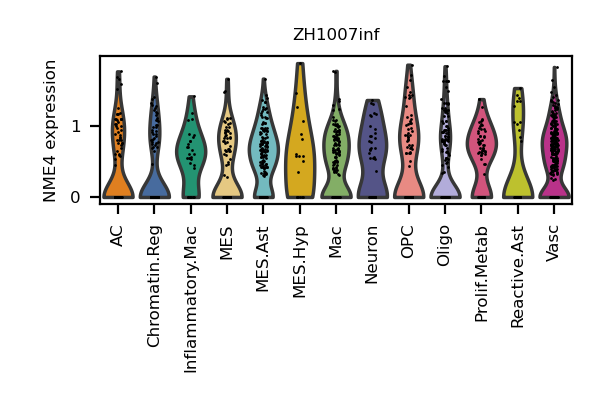 ZH1007inf
NME4 expression
1
0
AC
Chromatin.Reg
Inflammatory.Mac
MES
MES.Ast
MES.Hyp
Mac
Neuron
OPC
Oligo
Prolif.Metab
Reactive.Ast
Vasc